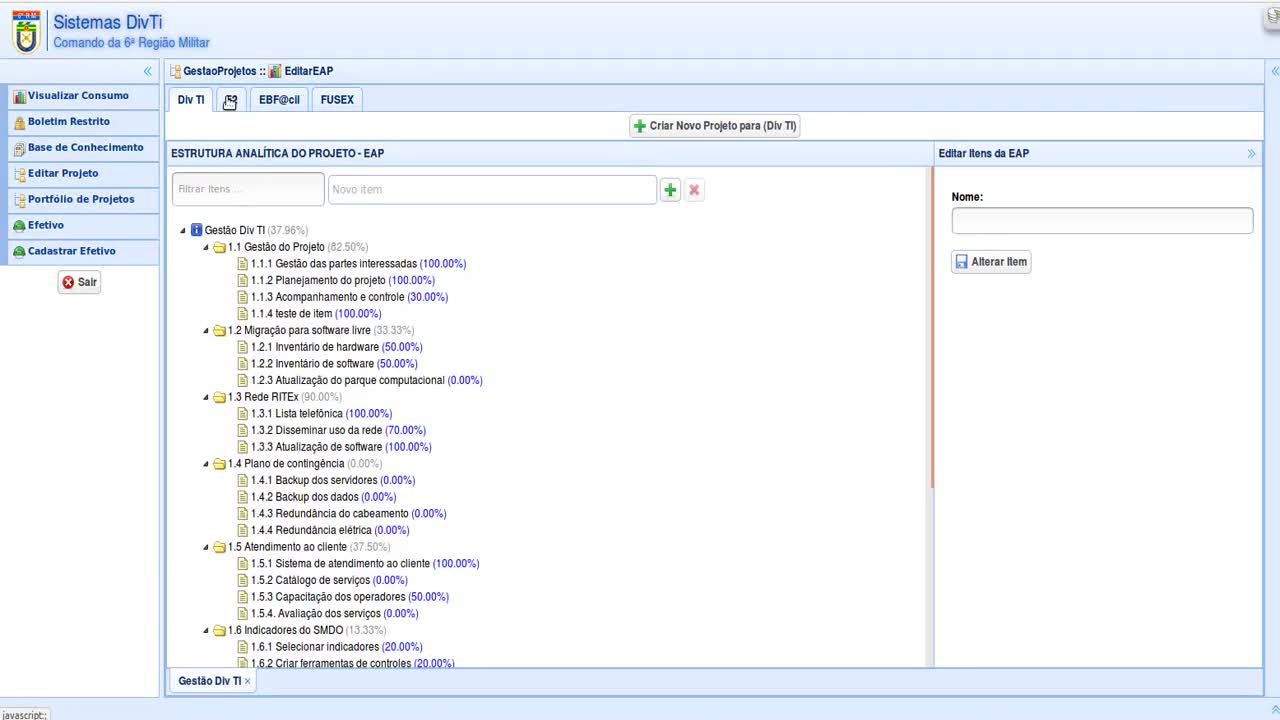 6ª RM
Sistemas DivTi
Comando da 6ª Região Militar
GestaoProjetos :: EditarEAP
Visualizar Consumo
Boletim Restrito
Base de Conhecimento
Editar Projeto
Portfólio de Projetos
Efetivo
Cadastrar Efetivo
Sair
Div TI
EBF@cil
FUSEX
Criar Novo Projeto para (Div TI)
ESTRUTURA ANALÍTICA DO PROJETO - EAP
Editar Itens da EAP
Filtrar Itens ...
Novo item
Nome:
Alterar Item
Gestão Div TI (37.96%)
1.1 Gestão do Projeto (82.50%)
1.1.1 Gestão das partes interessadas (100.00%)
1.1.2 Planejamento do projeto (100.00%)
1.1.3 Acompanhamento e controle (30.00%)
1.1.4 teste de item (100.00%)
1.2 Migração para software livre (33.33%)
1.2.1 Inventário de hardware (50.00%)
1.2.2 Inventário de software (50.00%)
1.2.3 Atualização do parque computacional (0.00%)
1.3 Rede RITEx (90.00%)
1.3.1 Lista telefônica (100.00%)
1.3.2 Disseminar uso da rede (70.00%)
1.3.3 Atualização de software (100.00%)
1.4 Plano de contingência (0.00%)
1.4.1 Backup dos servidores (0.00%)
1.4.2 Backup dos dados (0.00%)
1.4.3 Redundância do cabeamento (0.00%)
1.4.4 Redundância elétrica (0.00%)
1.5 Atendimento ao cliente (37.50%)
1.5.1 Sistema de atendimento ao cliente (100.00%)
1.5.2 Catálogo de serviços (0.00%)
1.5.3 Capacitação dos operadores (50.00%)
1.5.4. Avaliação dos serviços (0.00%)
1.6 Indicadores do SMDO (13.33%)
1.6.1 Selecionar indicadores (20.00%)
1.6.2 Criar ferramentas de controles (20.00%)
Gestão Div TI ×
javascript:;